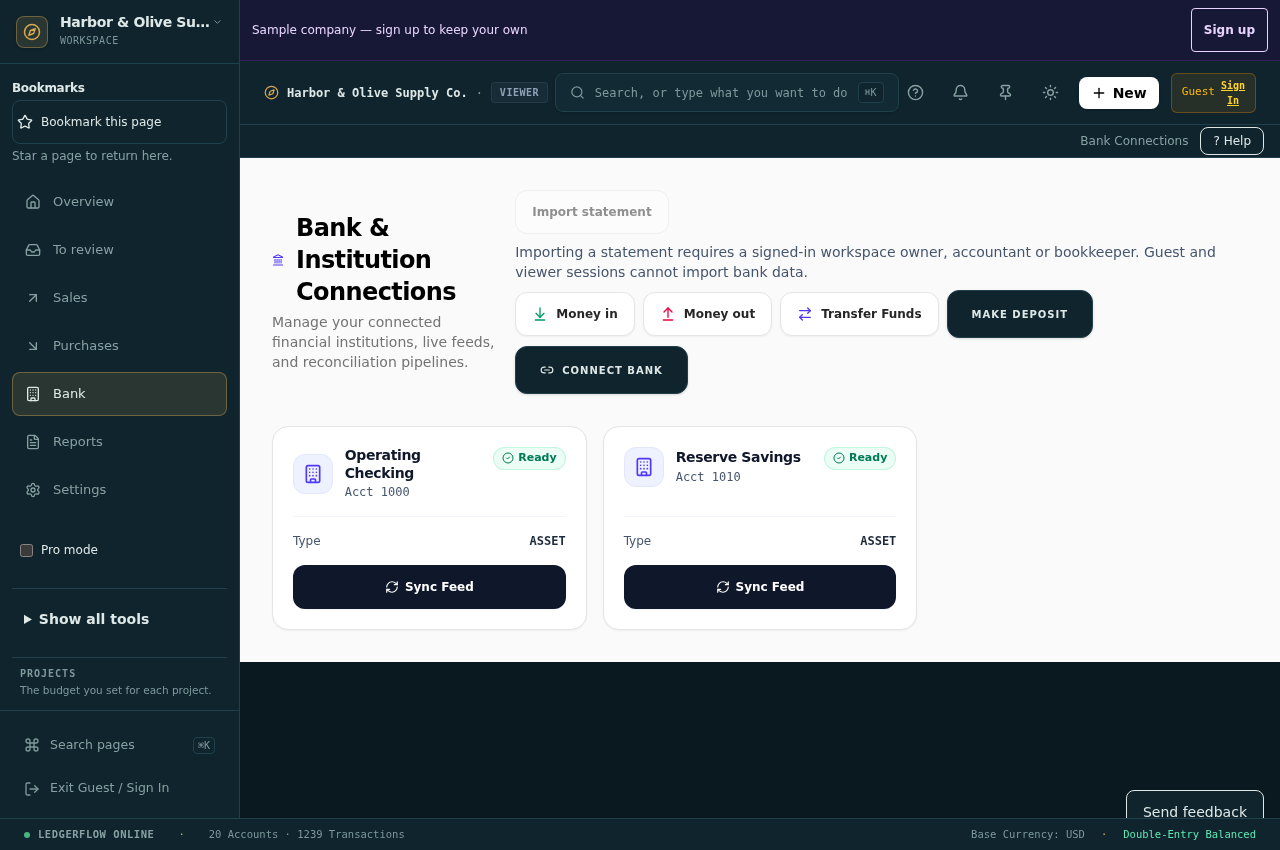 Harbor & Olive Su...
WORKSPACE
Bookmarks
Bookmark this page
Star a page to return here.
Overview
To review
Sales
Purchases
Bank
Reports
Settings
Pro mode
Show all tools
PROJECTS
The budget you set for each project.
Search pages ⌘K
Exit Guest / Sign In
Sample company — sign up to keep your own
Sign up
Harbor & Olive Supply Co. · VIEWER
Search, or type what you want to do ⌘K
New
Guest Sign
In
Bank Connections
? Help
Bank &
Institution
Connections
Manage your connected
financial institutions, live feeds,
and reconciliation pipelines.
Import statement
Importing a statement requires a signed-in workspace owner, accountant or bookkeeper. Guest and
viewer sessions cannot import bank data.
Money in
Money out
Transfer Funds
MAKE DEPOSIT
CONNECT BANK
Operating
Checking
Acct 1000
Ready
Type ASSET
Sync Feed
Reserve Savings
Acct 1010
Ready
Type ASSET
Sync Feed
Send feedback
LEDGERFLOW ONLINE · 20 Accounts · 1239 Transactions
Base Currency: USD · Double-Entry Balanced